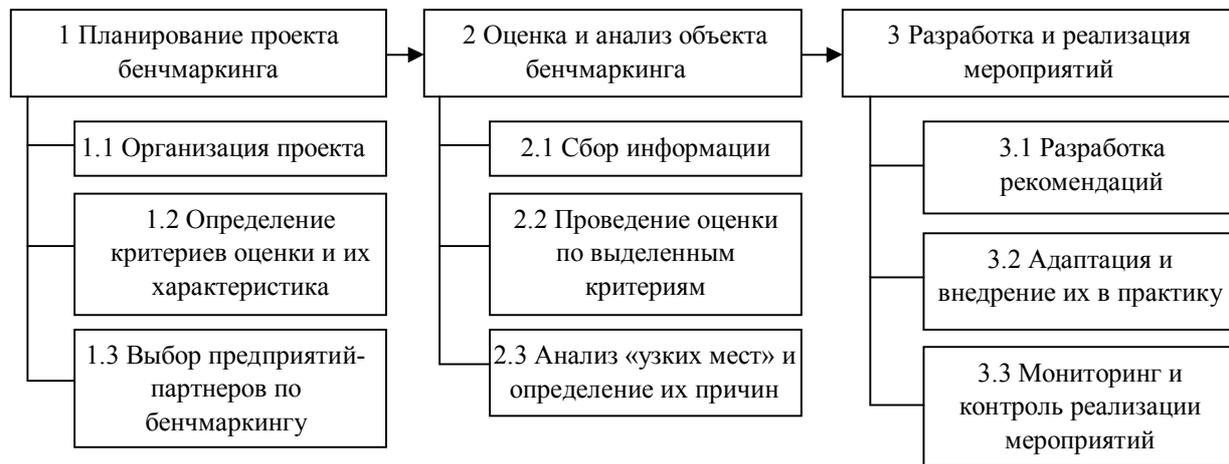 1 Планирование проекта
бенчмаркинга
1.1 Организация проекта
1.2 Определение
критериев оценки и их
характеристика
1.3 Выбор предприятий-
партнеров по
бенчмаркингу
2 Оценка и анализ объекта
бенчмаркинга
2.1 Сбор информации
2.2 Проведение оценки
по выделенным
критериям
2.3 Анализ «узких мест» и
определение их причин
3 Разработка и реализация
мероприятий
3.1 Разработка
рекомендаций
3.2 Адаптация и
внедрение их в практику
3.3 Мониторинг и
контроль реализации
мероприятий